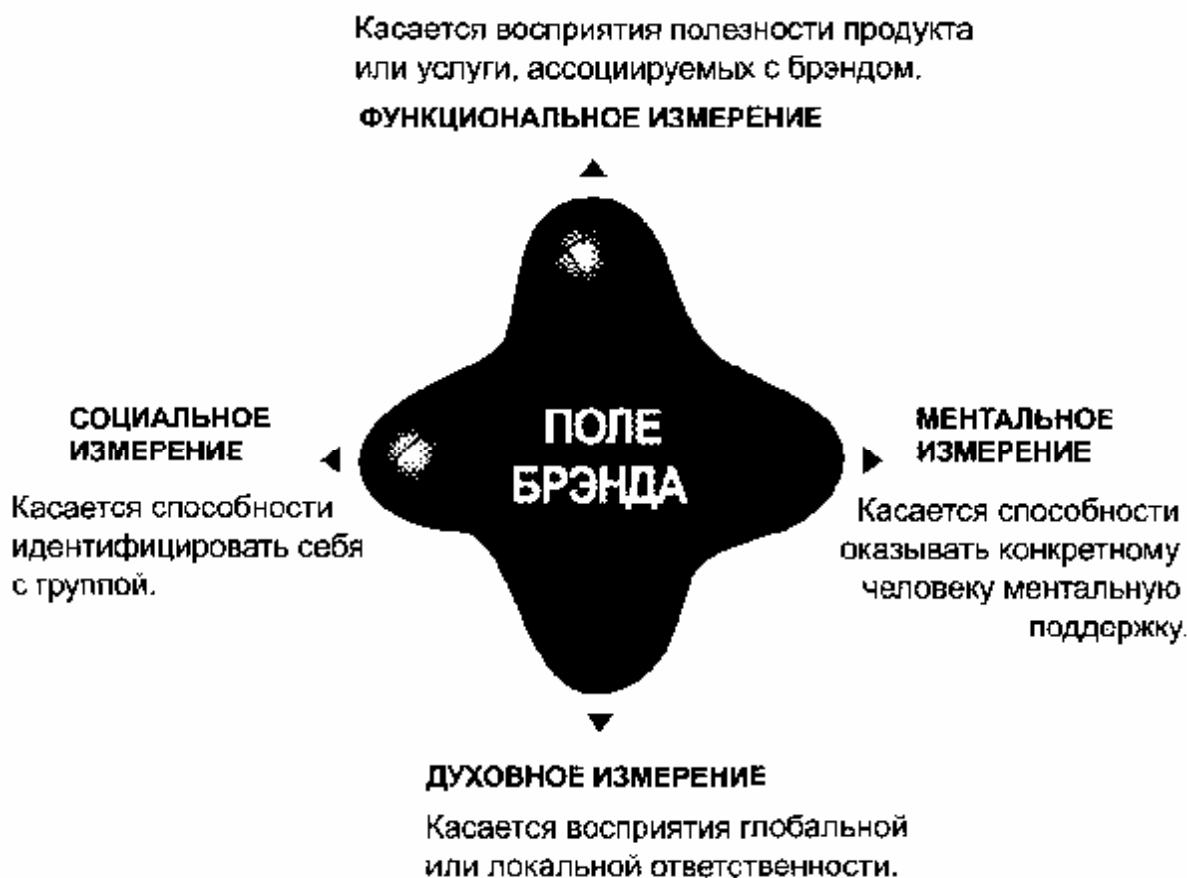 Касается восприятия полезности продукта
или услуги, ассоциируемых с брэндом.
ФУНКЦИОНАЛЬНОЕ ИЗМЕРЕНИЕ
СОЦИАЛЬНОЕ
ИЗМЕРЕНИЕ
Касается способности
идентифицировать себя
с группой.
ПОЛЕ
БРЭНДА
МЕНТАЛЬНОЕ
ИЗМЕРЕНИЕ
Касается способности
оказывать конкретному
человеку ментальную
поддержку.
ДУХОВНОЕ ИЗМЕРЕНИЕ
Касается восприятия глобальной
или локальной ответственности.